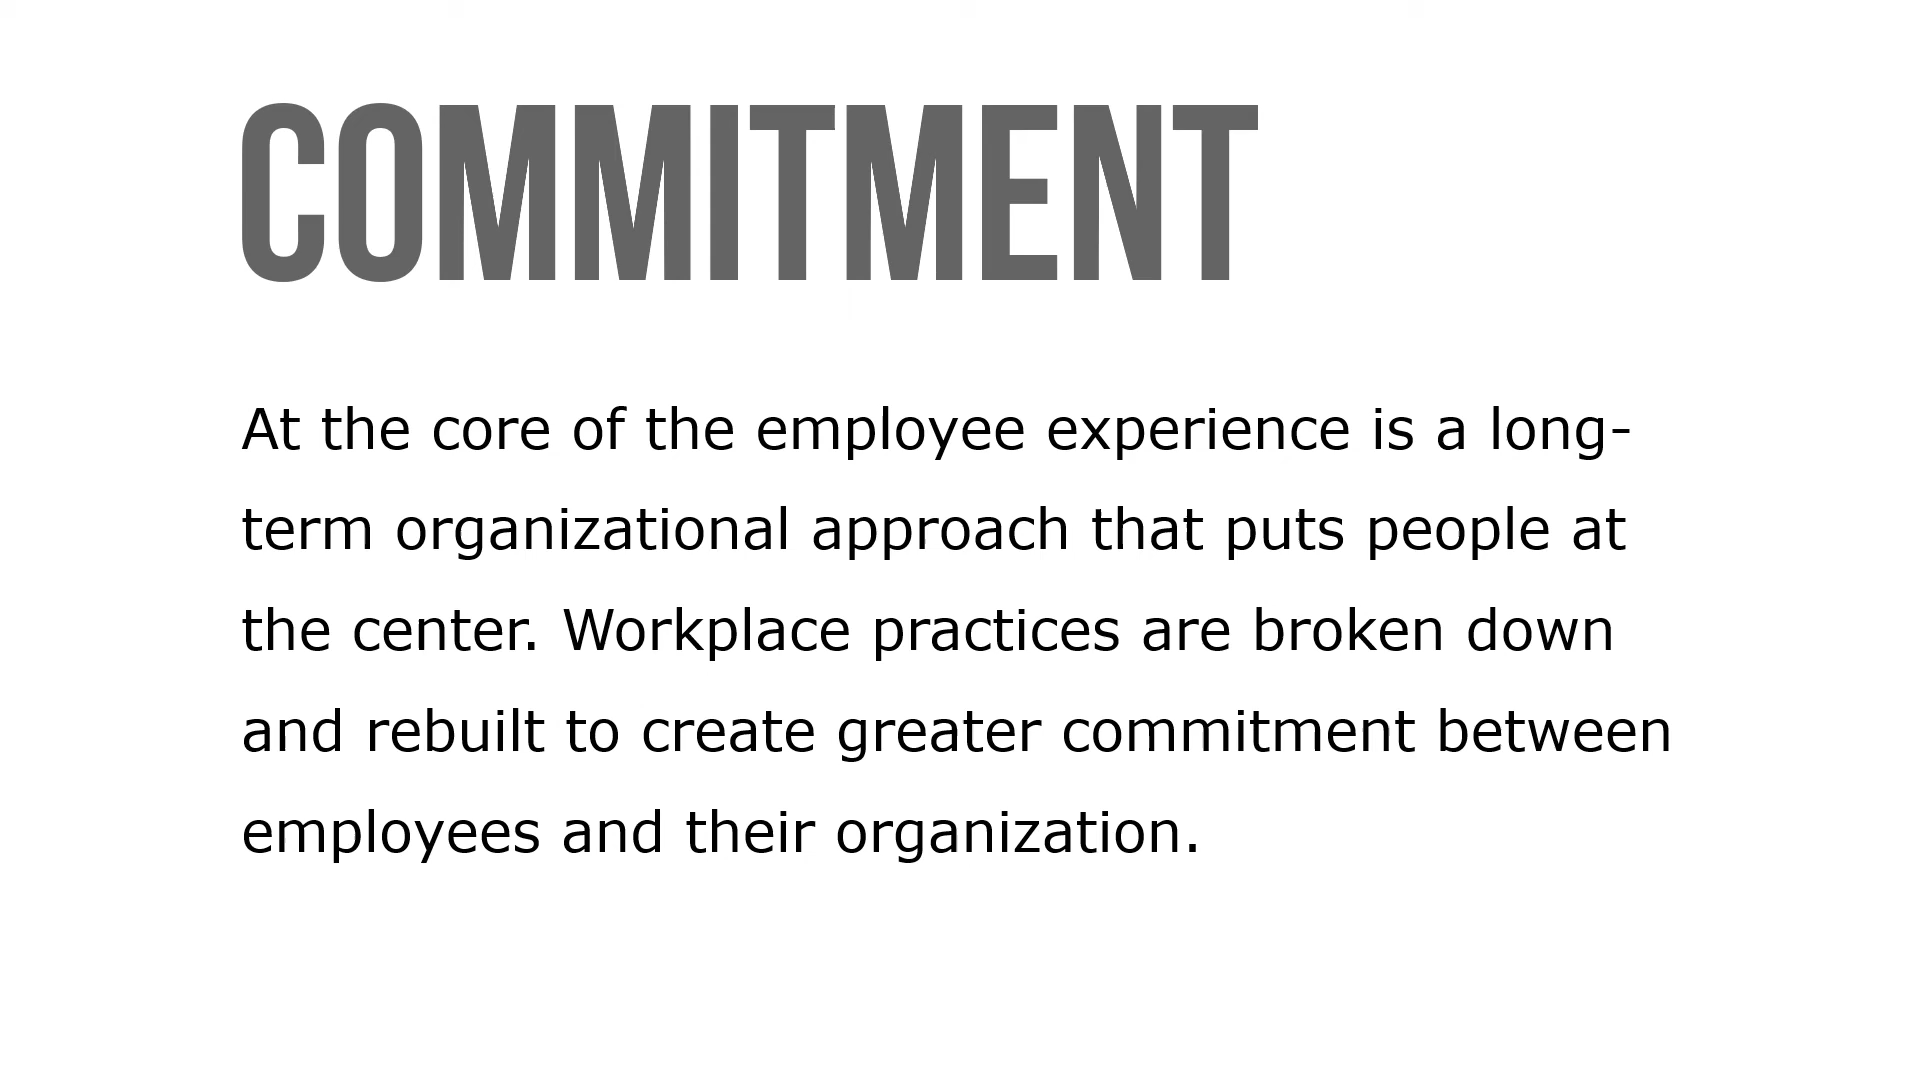 COMMITMENT
At the core of the employee experience is a long-
term organizational approach that puts people at
the center. Workplace practices are broken down
and rebuilt to create greater commitment between
employees and their organization.